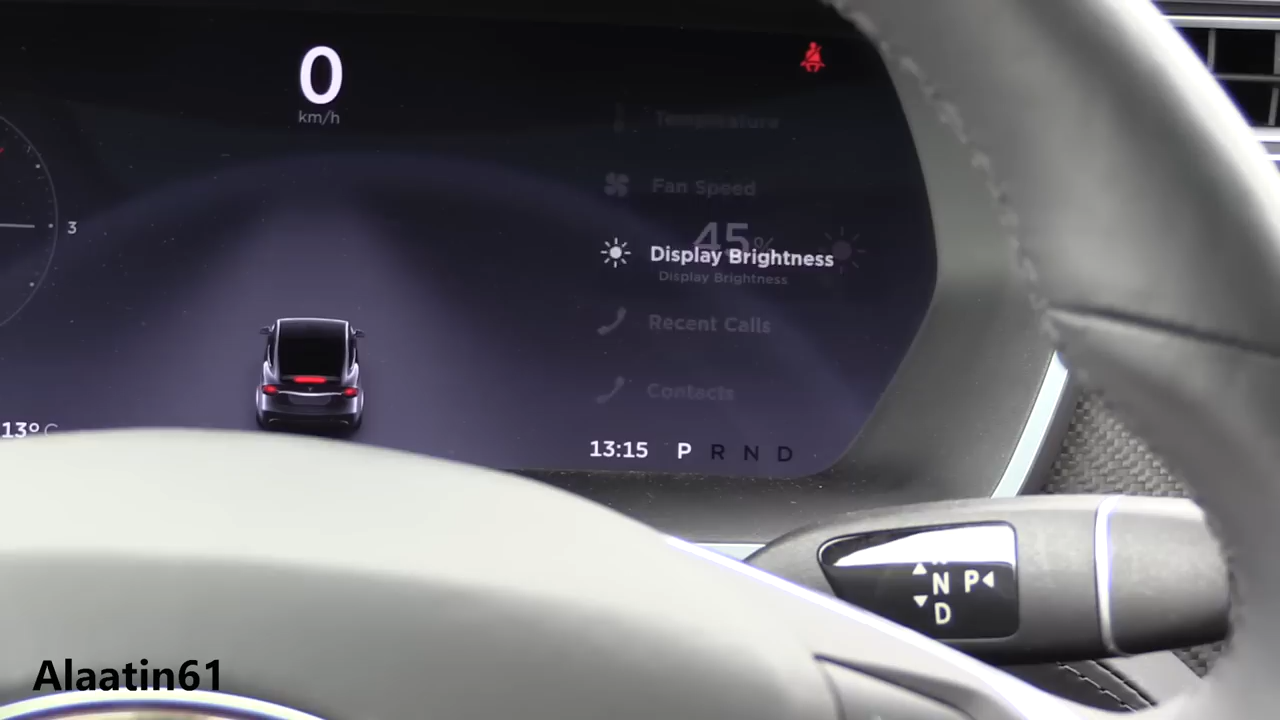 0
km/h
Temperature
Fan Speed
45%
Display Brightness
Display Brightness
3
Recent Calls
Contacts
13°C
13:15 P R N D
N P
D
Alaatin61